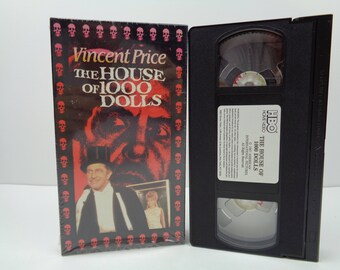 Vincent Price
THE HOUSE
OF 1000
DOLLS
HBO
THE HOUSE OF
1000 DOLLS